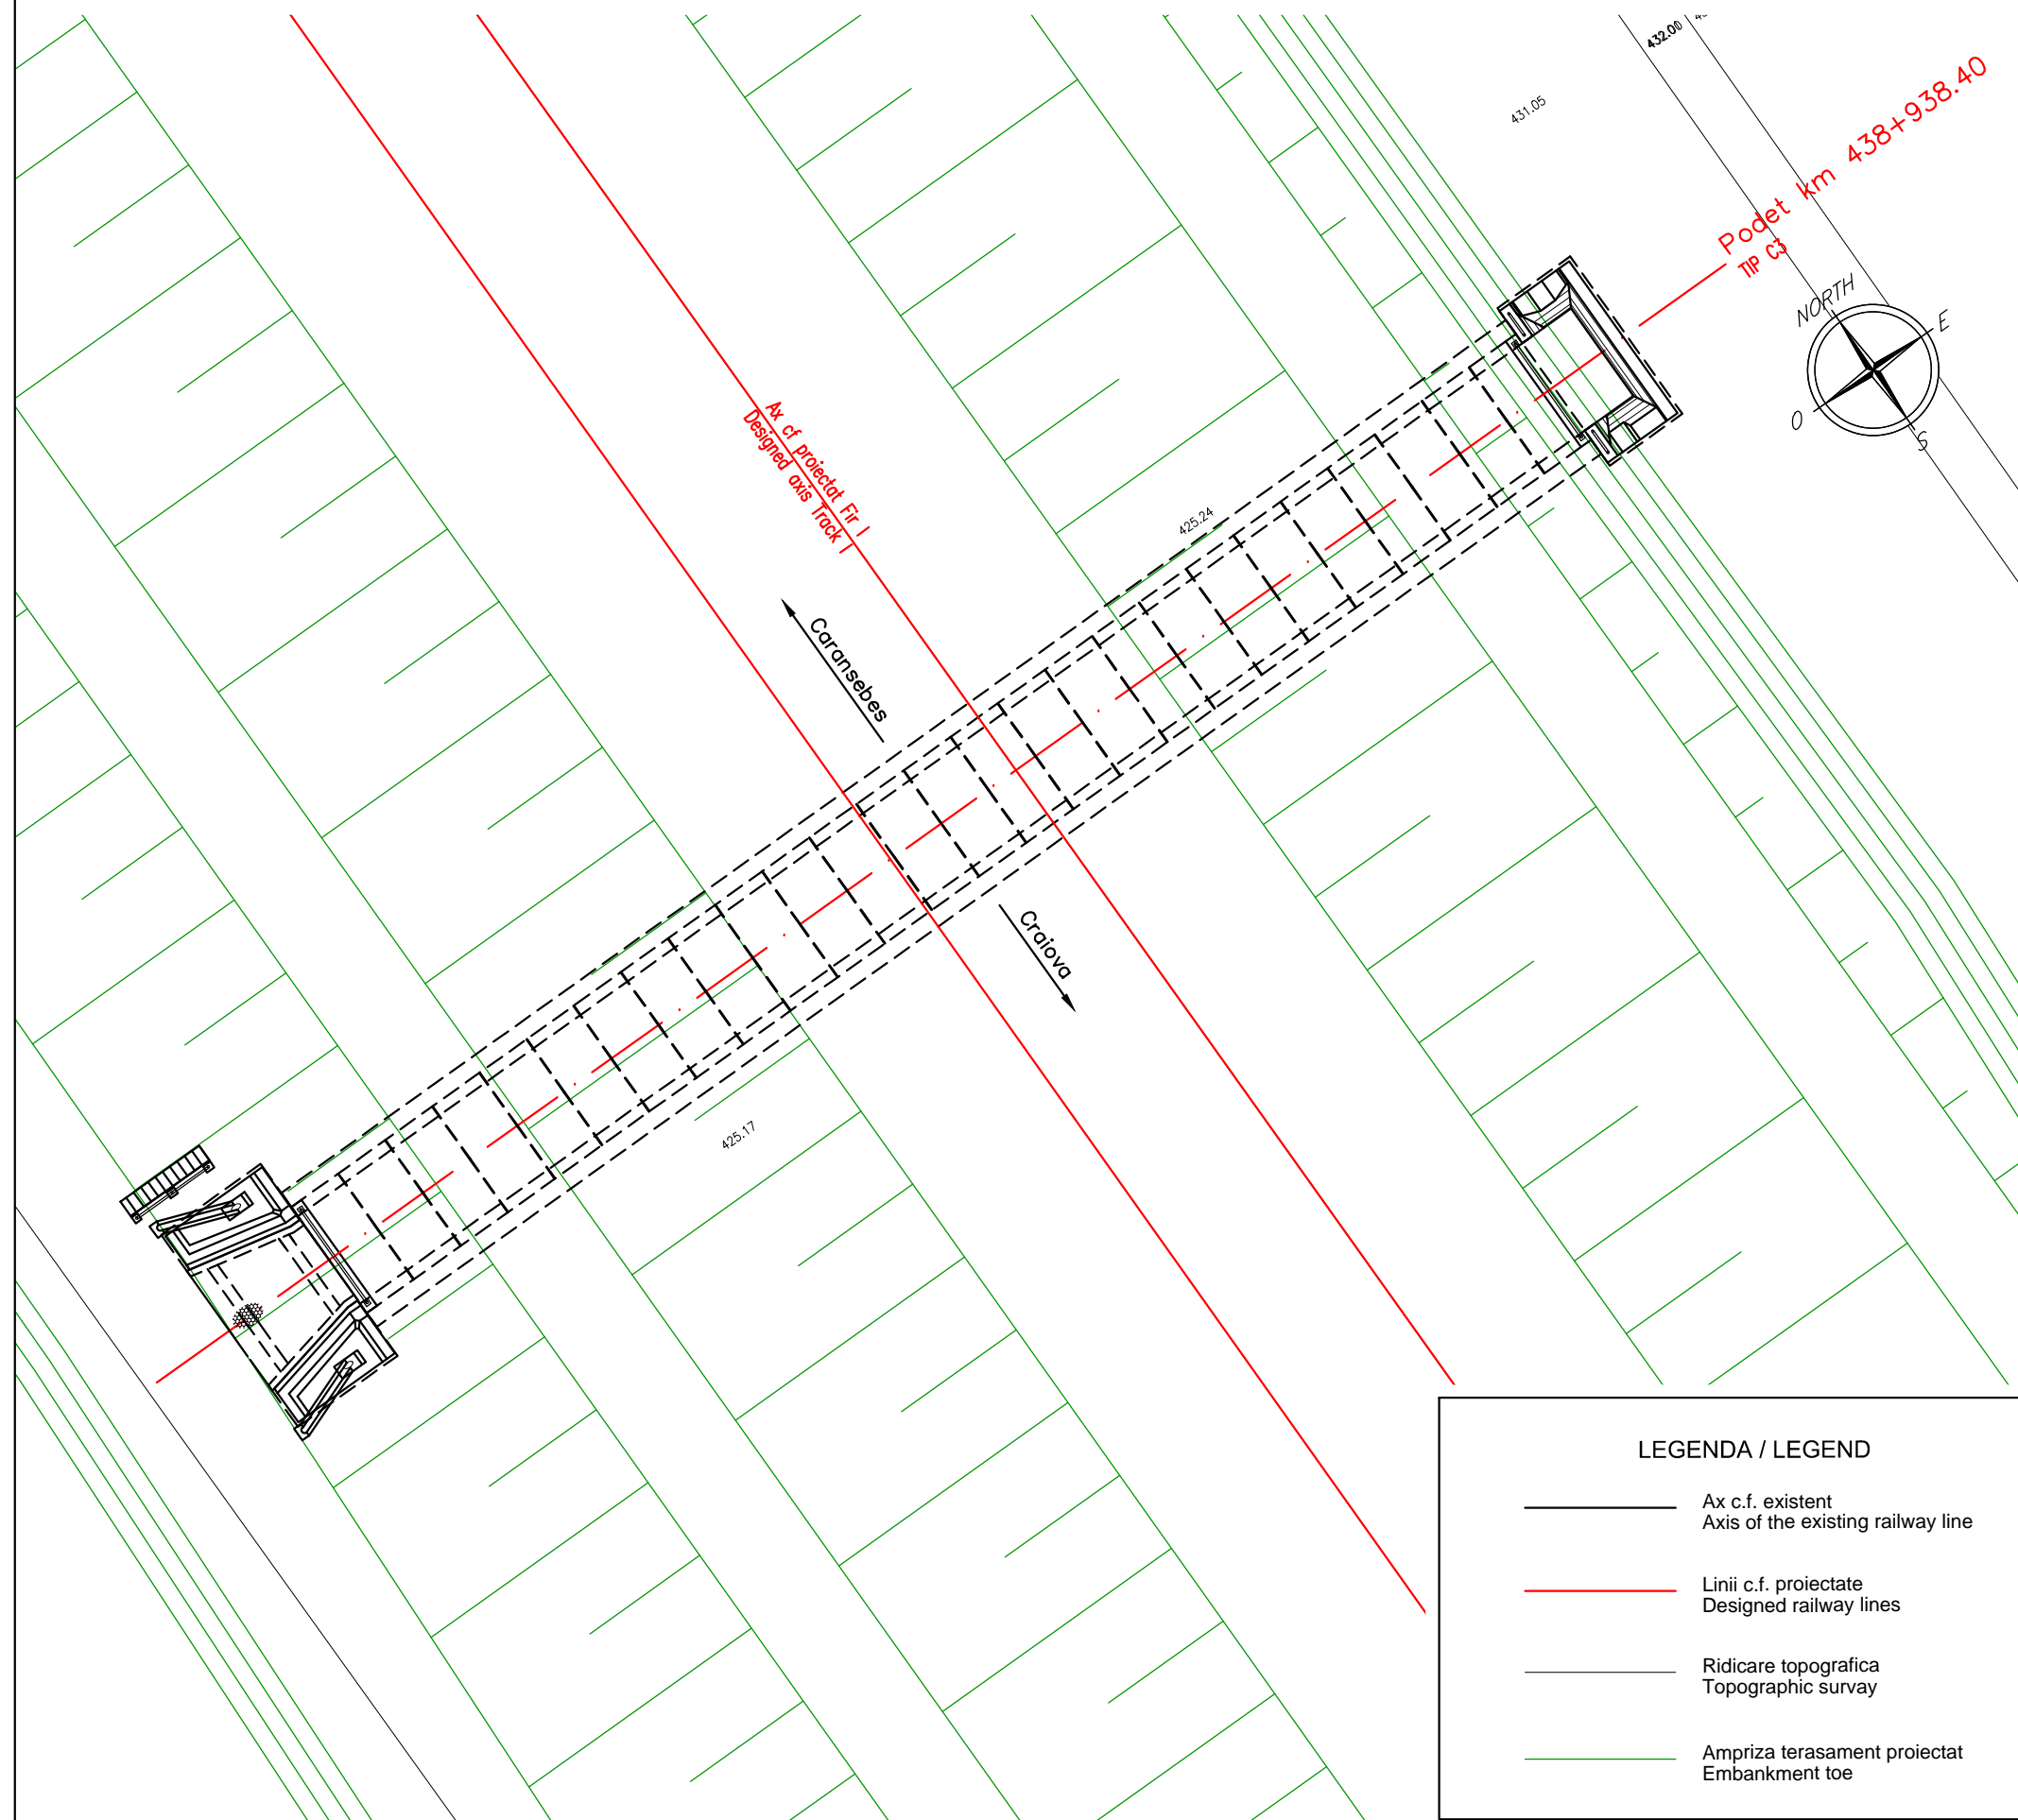 432.00
431.05
Podet km 438+938.40
TIP C3
NORTH
E
O
S
Ax cf proiectat Fir I
Designed axis Track I
425.24
Caransebes
Craiova
425.17
LEGENDA / LEGEND
Ax c.f. existent
Axis of the existing railway line
Linii c.f. proiectate
Designed railway lines
Ridicare topografica
Topographic survay
Ampriza terasament proiectat
Embankment toe